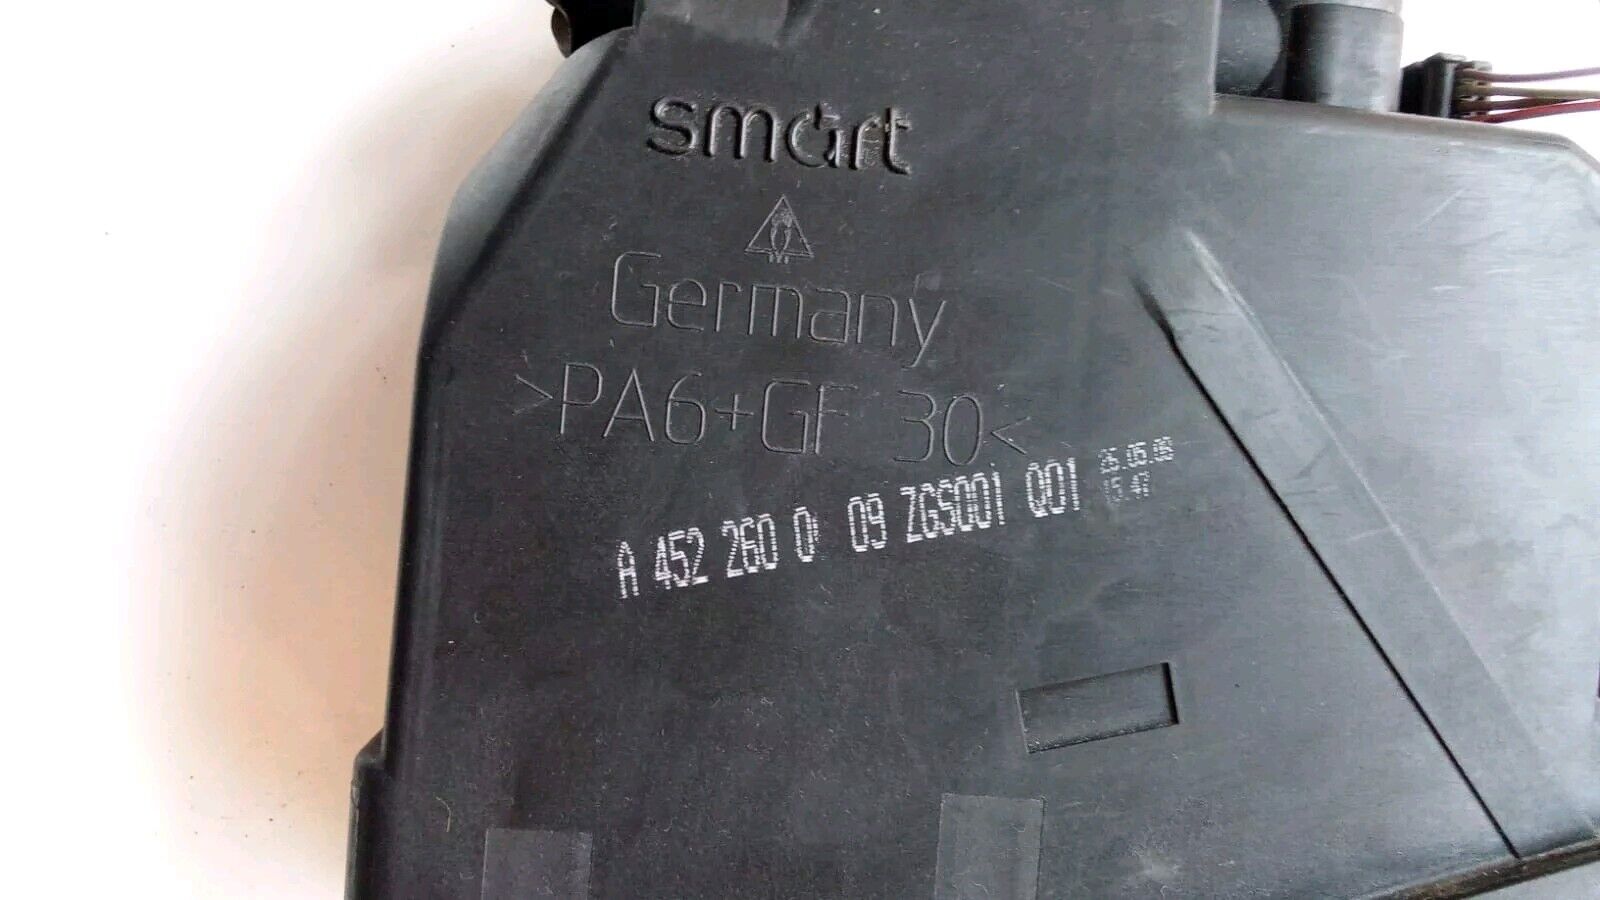 smart
Germany
>PA6+GF 30<
A 452 260 0 09 ZGS001 Q01